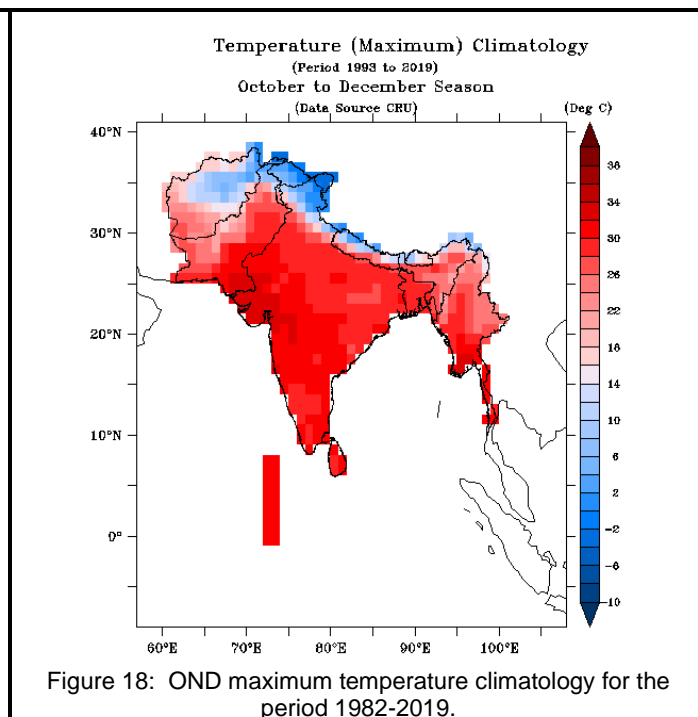 Temperature (Maximum) Climatology
(Period 1993 to 2019)
October to December Season
(Data Source CRU)
(Deg C)
40°N
30°N
20°N
10°N
0°
60°E
70°E
80°E
90°E
100°E
36
34
30
26
22
18
14
10
6
2
-2
-6
-10
Figure 18: OND maximum temperature climatology for the
period 1982-2019.